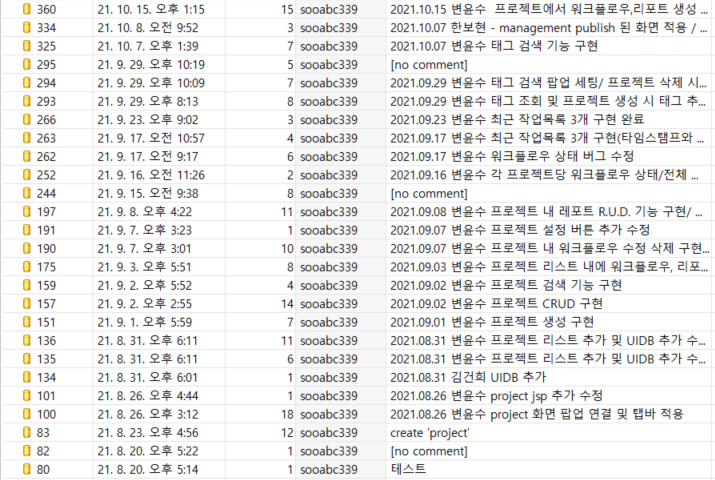 360 21. 10. 15. 오후 1:15 15 sooabc339 2021.10.15 변윤수 프로젝트에서 워크플로우,리포트 생성 ...
334 21. 10. 8. 오전 9:52 3 sooabc339 2021.10.07 한보현 - management publish 된 화면 적용 / ...
325 21. 10. 7. 오후 1:39 7 sooabc339 2021.10.07 변윤수 태그 검색 기능 구현
295 21. 9. 29. 오후 10:19 5 sooabc339 [no comment]
294 21. 9. 29. 오후 10:09 7 sooabc339 2021.09.29 변윤수 태그 검색 팝업 세팅/ 프로젝트 삭제 시...
293 21. 9. 29. 오후 8:13 8 sooabc339 2021.09.29 변윤수 태그 조회 및 프로젝트 생성 시 태그 추...
266 21. 9. 23. 오후 9:02 3 sooabc339 2021.09.23 변윤수 최근 작업목록 3개 구현 완료
263 21. 9. 17. 오전 10:57 4 sooabc339 2021.09.17 변윤수 최근 작업목록 3개 구현(타임스탬프와 ...
262 21. 9. 17. 오전 9:17 6 sooabc339 2021.09.17 변윤수 워크플로우 상태 버그 수정
252 21. 9. 16. 오전 11:26 2 sooabc339 2021.09.16 변윤수 각 프로젝트당 워크플로우 상태/전체 ...
244 21. 9. 15. 오전 9:38 8 sooabc339 [no comment]
197 21. 9. 8. 오후 4:22 11 sooabc339 2021.09.08 변윤수 프로젝트 내 레포트 R.U.D. 기능 구현/ ...
191 21. 9. 7. 오후 3:23 1 sooabc339 2021.09.07 변윤수 프로젝트 설정 버튼 추가 수정
190 21. 9. 7. 오후 3:01 10 sooabc339 2021.09.07 변윤수 프로젝트 내 워크플로우 수정 삭제 구현...
175 21. 9. 3. 오후 5:51 8 sooabc339 2021.09.03 변윤수 프로젝트 리스트 내에 워크플로우, 리포...
159 21. 9. 2. 오후 5:52 4 sooabc339 2021.09.02 변윤수 프로젝트 검색 기능 구현
157 21. 9. 2. 오후 2:55 14 sooabc339 2021.09.02 변윤수 프로젝트 CRUD 구현
151 21. 9. 1. 오후 5:59 7 sooabc339 2021.09.01 변윤수 프로젝트 생성 구현
136 21. 8. 31. 오후 6:11 11 sooabc339 2021.08.31 변윤수 프로젝트 리스트 추가 및 UIDB 추가 수...
135 21. 8. 31. 오후 6:11 6 sooabc339 2021.08.31 변윤수 프로젝트 리스트 추가 및 UIDB 추가 수...
134 21. 8. 31. 오후 6:01 1 sooabc339 2021.08.31 김건희 UIDB 추가
101 21. 8. 26. 오후 4:44 1 sooabc339 2021.08.26 변윤수 project jsp 추가 수정
100 21. 8. 26. 오후 3:12 18 sooabc339 2021.08.26 변윤수 project 화면 팝업 연결 및 탭바 적용
83 21. 8. 23. 오후 4:56 12 sooabc339 create 'project'
82 21. 8. 20. 오후 5:22 1 sooabc339 [no comment]
80 21. 8. 20. 오후 5:14 1 sooabc339 테스트